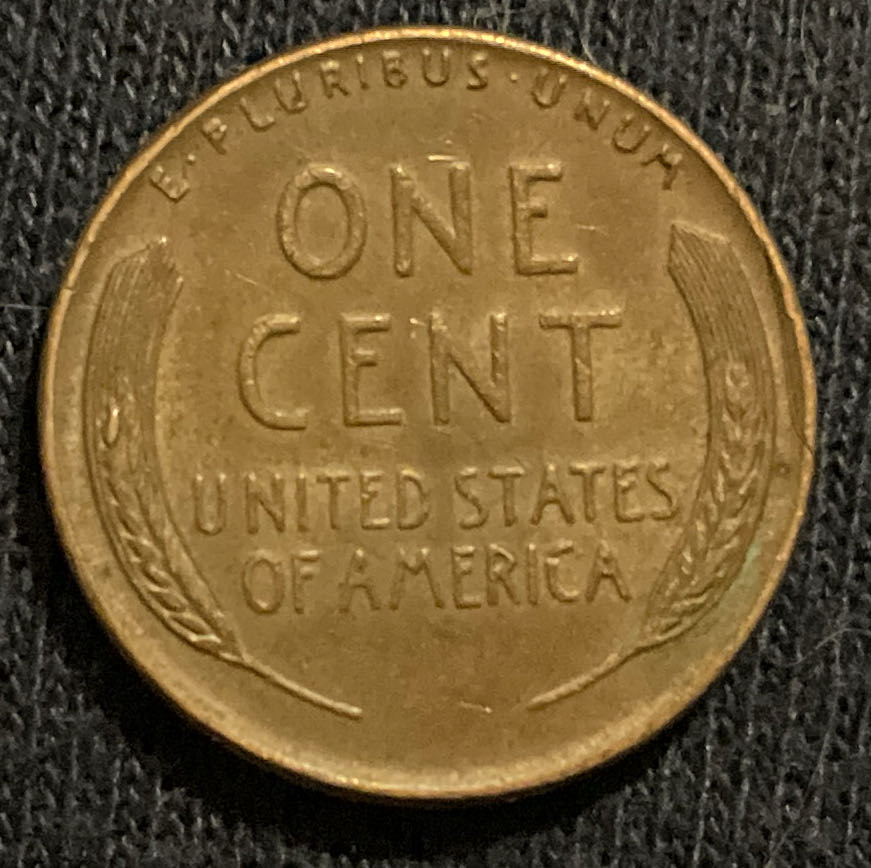 E · PLURIBUS · UNUM
ONE
CENT
UNITED STATES
OF AMERICA